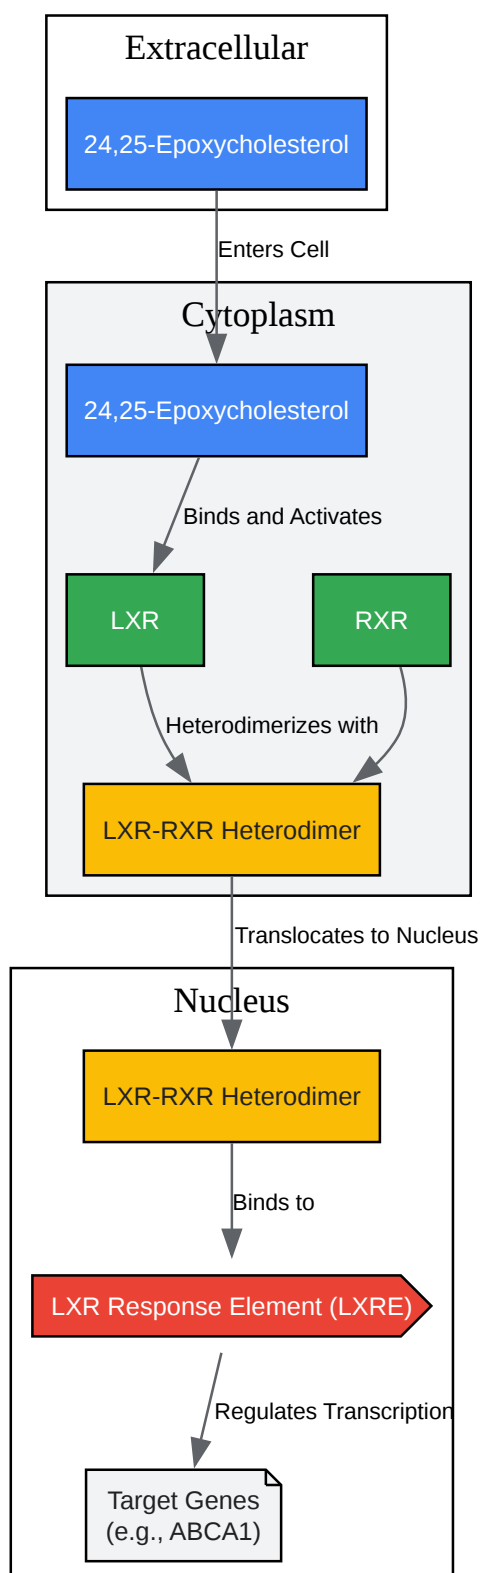 Extracellular
24,25-Epoxycholesterol
Enters Cell
Cytoplasm
24,25-Epoxycholesterol
Binds and Activates
LXR
RXR
Heterodimerizes with
LXR-RXR Heterodimer
Translocates to Nucleus
Nucleus
LXR-RXR Heterodimer
Binds to
LXR Response Element (LXRE)
Regulates Transcription
Target Genes
(e.g., ABCA1)